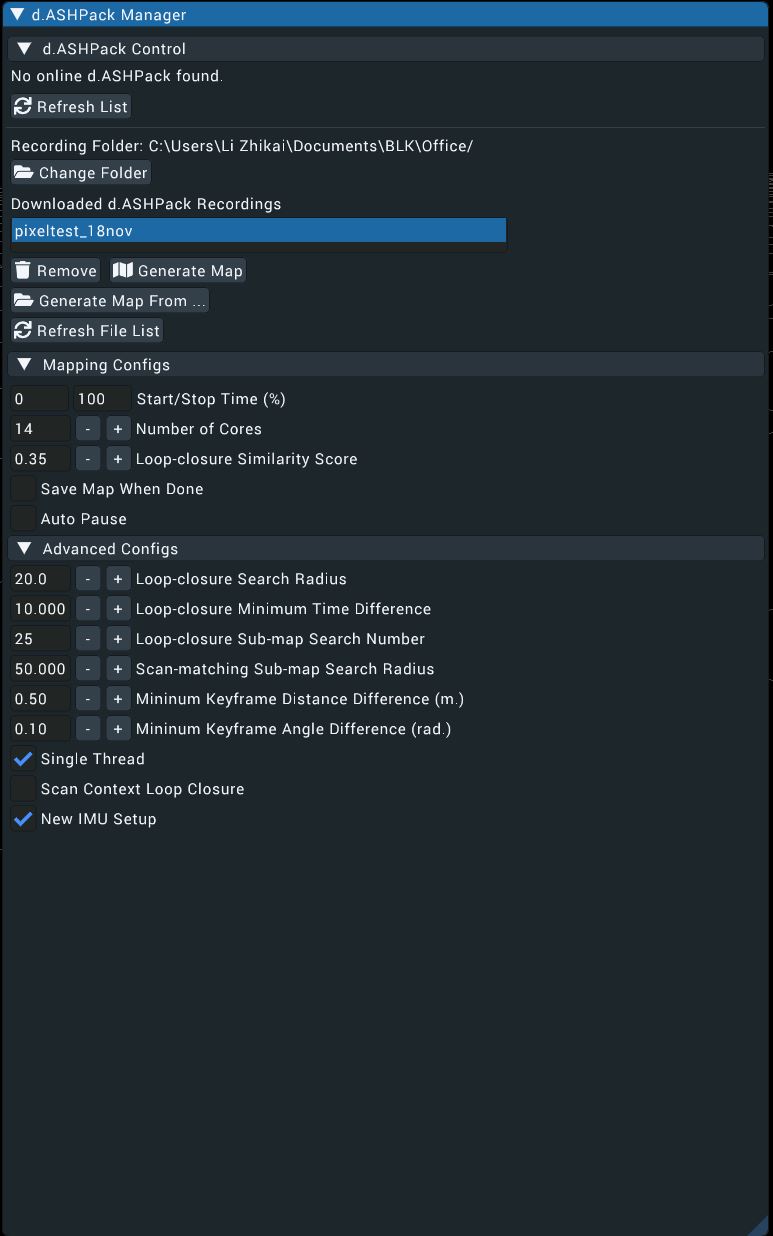 d.ASHPack Manager
d.ASHPack Control
No online d.ASHPack found.
Refresh List
Recording Folder: C:\Users\Li Zhikai\Documents\BLK\Office/
Change Folder
Downloaded d.ASHPack Recordings
pixeltest_18nov
Remove Generate Map
Generate Map From ...
Refresh File List
Mapping Configs
0 100 Start/Stop Time (%)
14 - + Number of Cores
0.35 - + Loop-closure Similarity Score
Save Map When Done
Auto Pause
Advanced Configs
20.0 - + Loop-closure Search Radius
10.000 - + Loop-closure Minimum Time Difference
25 - + Loop-closure Sub-map Search Number
50.000 - + Scan-matching Sub-map Search Radius
0.50 - + Mininum Keyframe Distance Difference (m.)
0.10 - + Mininum Keyframe Angle Difference (rad.)
Single Thread
Scan Context Loop Closure
New IMU Setup